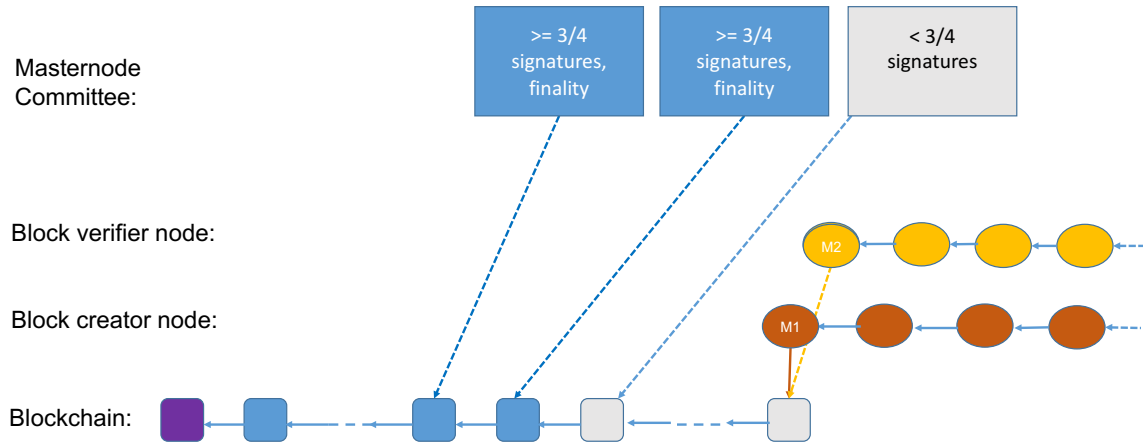 >= 3/4
signatures,
finality
>= 3/4
signatures,
finality
< 3/4
signatures
Masternode
Committee:
Block verifier node:
M2
Block creator node:
M1
Blockchain: